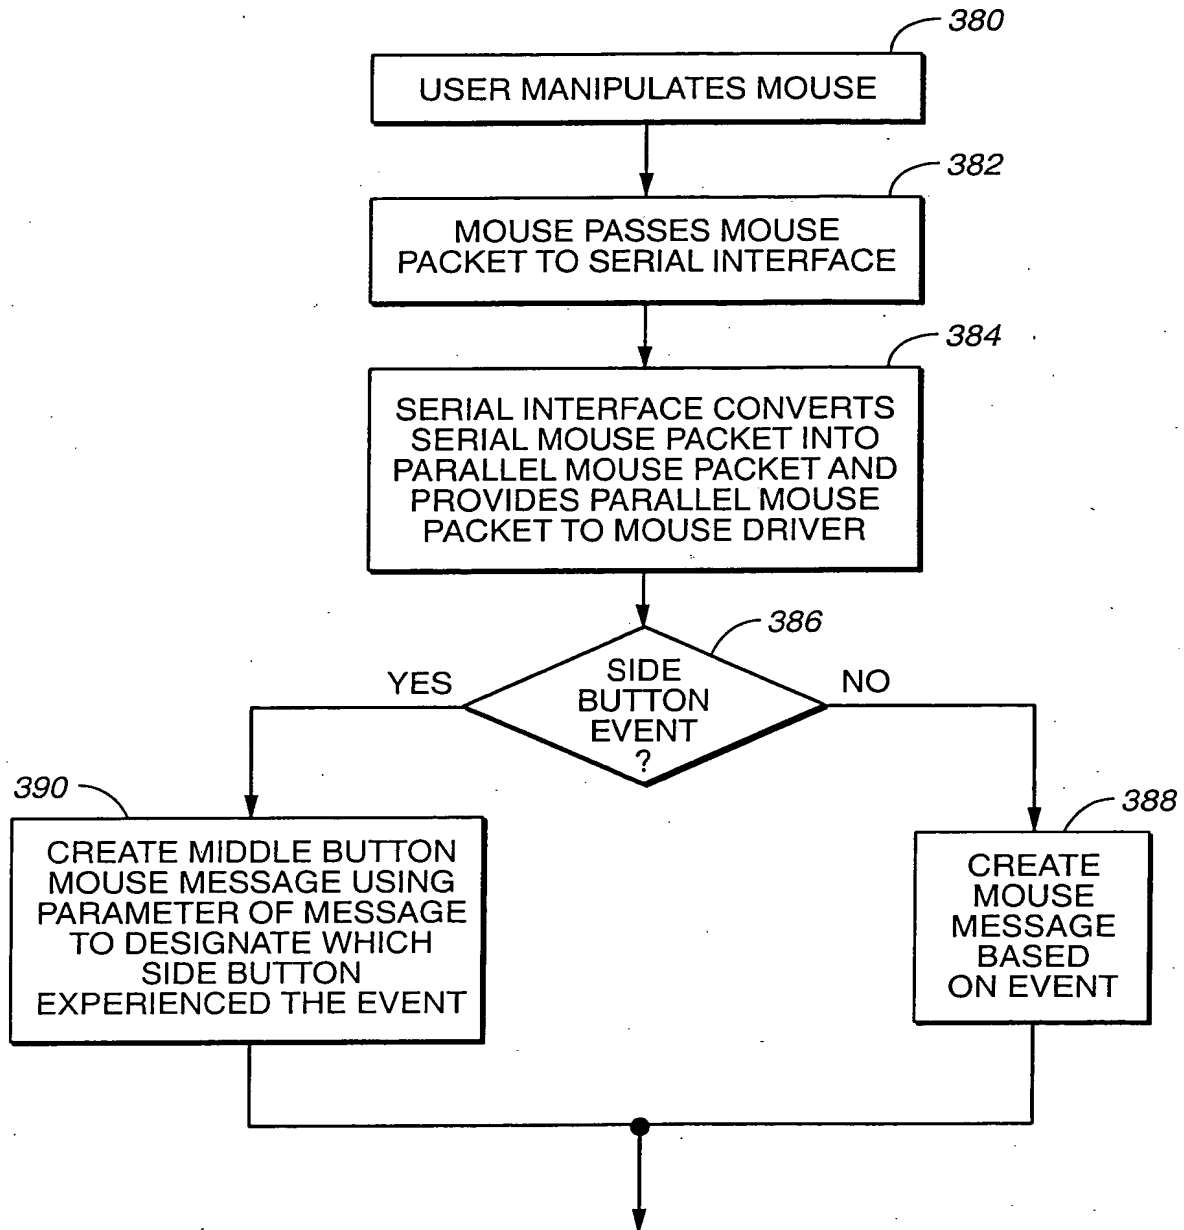 380
USER MANIPULATES MOUSE
382
MOUSE PASSES MOUSE
PACKET TO SERIAL INTERFACE
384
SERIAL INTERFACE CONVERTS
SERIAL MOUSE PACKET INTO
PARALLEL MOUSE PACKET AND
PROVIDES PARALLEL MOUSE
PACKET TO MOUSE DRIVER
386
SIDE
BUTTON
EVENT
?
YES
NO
390
CREATE MIDDLE BUTTON
MOUSE MESSAGE USING
PARAMETER OF MESSAGE
TO DESIGNATE WHICH
SIDE BUTTON
EXPERIENCED THE EVENT
388
CREATE
MOUSE
MESSAGE
BASED
ON EVENT